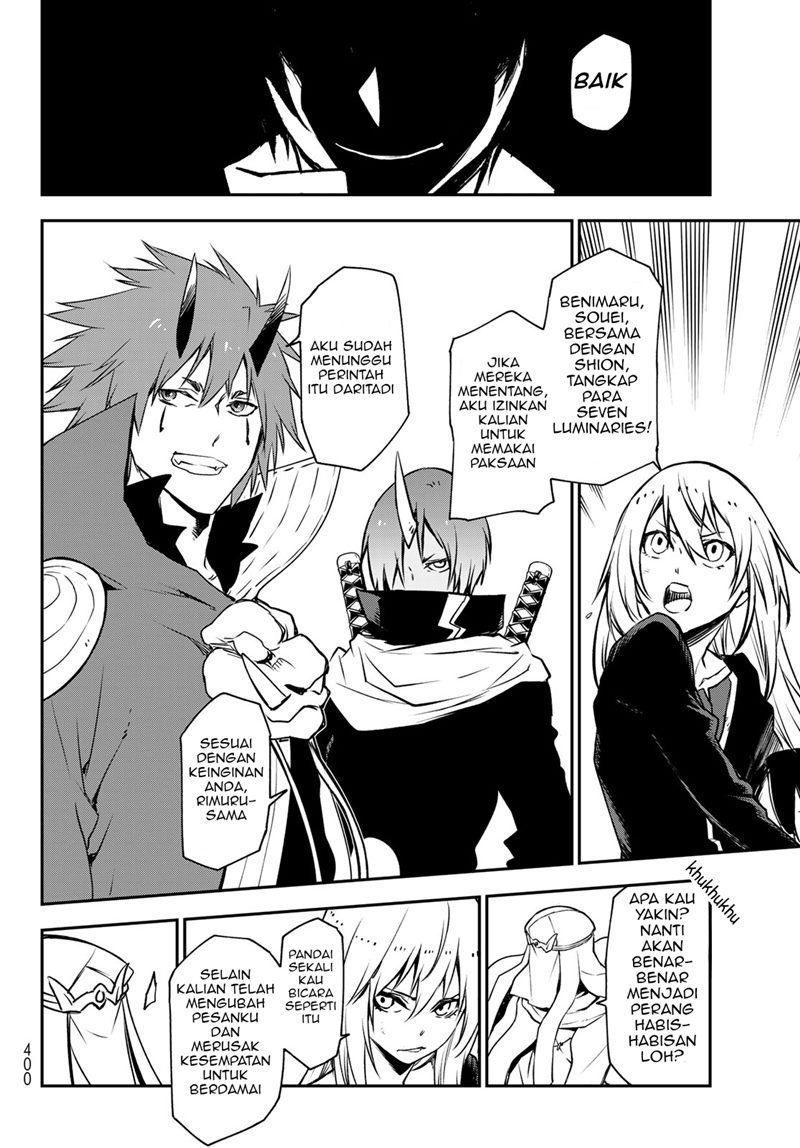 BAIK
BENIMARU,
SOUEI,
BERSAMA
DENGAN
SHION,
TANGKAP
PARA
SEVEN
LUMINARIES!
JIKA
MEREKA
MENENTANG,
AKU IZINKAN
KALIAN
UNTUK
MEMAKAI
PAKSAAN
AKU SUDAH
MENUNGGU
PERINTAH
ITU DARITADI
SESUAI
DENGAN
KEINGINAN
ANDA,
RIMURU-
SAMA
khukhukhu
APA KAU
YAKIN?
NANTI
AKAN
BENAR-
BENAR
MENJADI
PERANG
HABIS-
HABISAN
LOH?
PANDAI
SEKALI
KAU
BICARA
SEPERTI
ITU
SELAIN
KALIAN TELAH
MENGUBAH
PESANKU
DAN
MERUSAK
KESEMPATAN
UNTUK
BERDAMAI
400